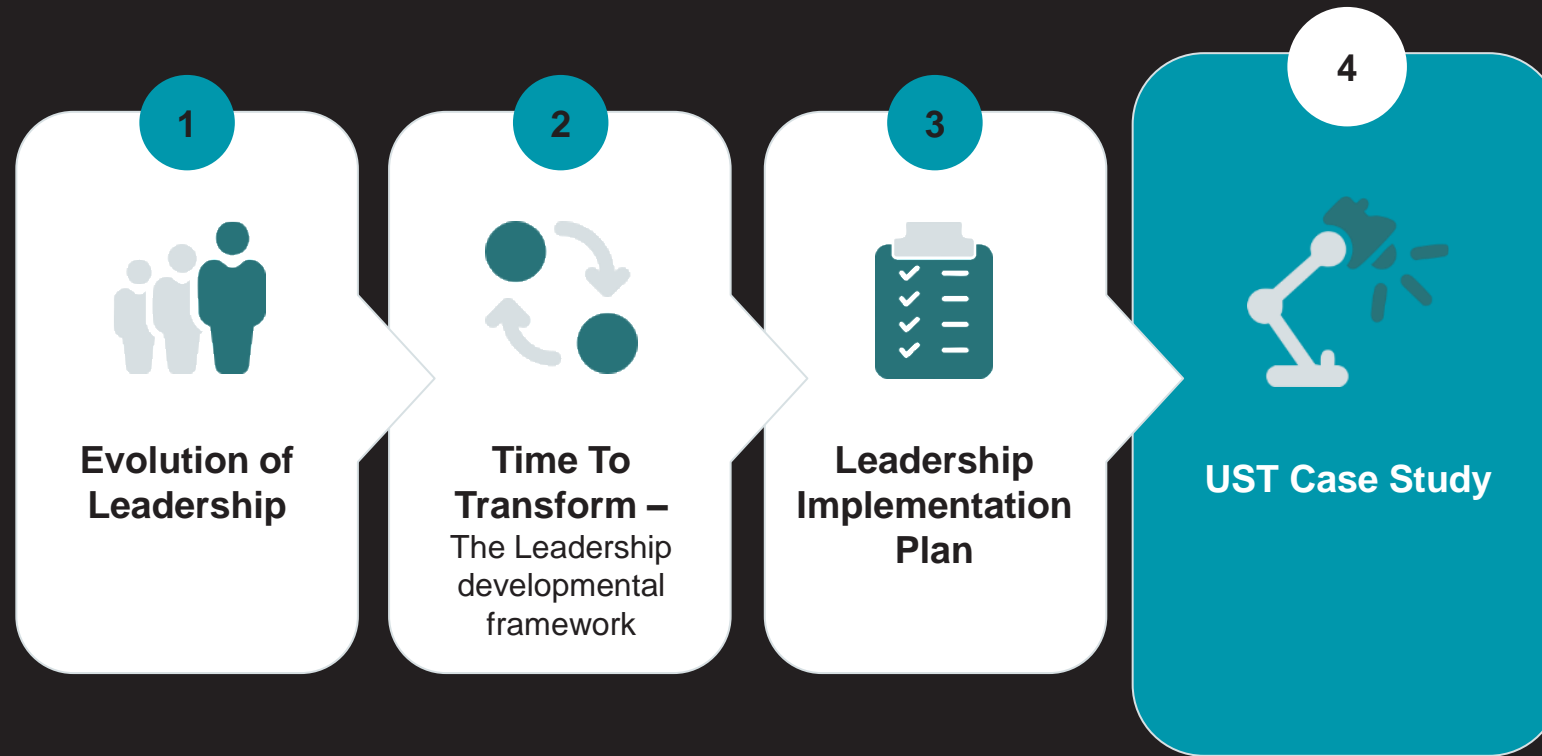 1
Evolution of
Leadership
2
Time To
Transform –
The Leadership
developmental
framework
3
Leadership
Implementation
Plan
4
UST Case Study